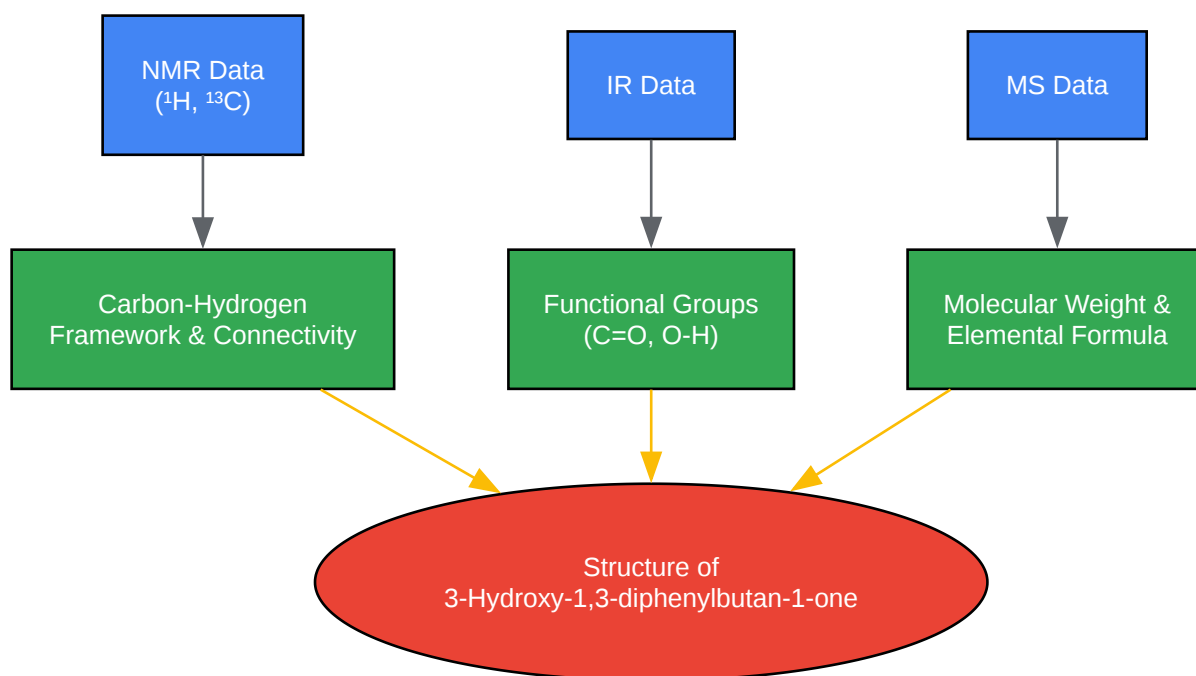 NMR Data
(¹H, ¹³C)
IR Data
MS Data
Carbon-Hydrogen
Framework & Connectivity
Functional Groups
(C=O, O-H)
Molecular Weight &
Elemental Formula
Structure of
3-Hydroxy-1,3-diphenylbutan-1-one